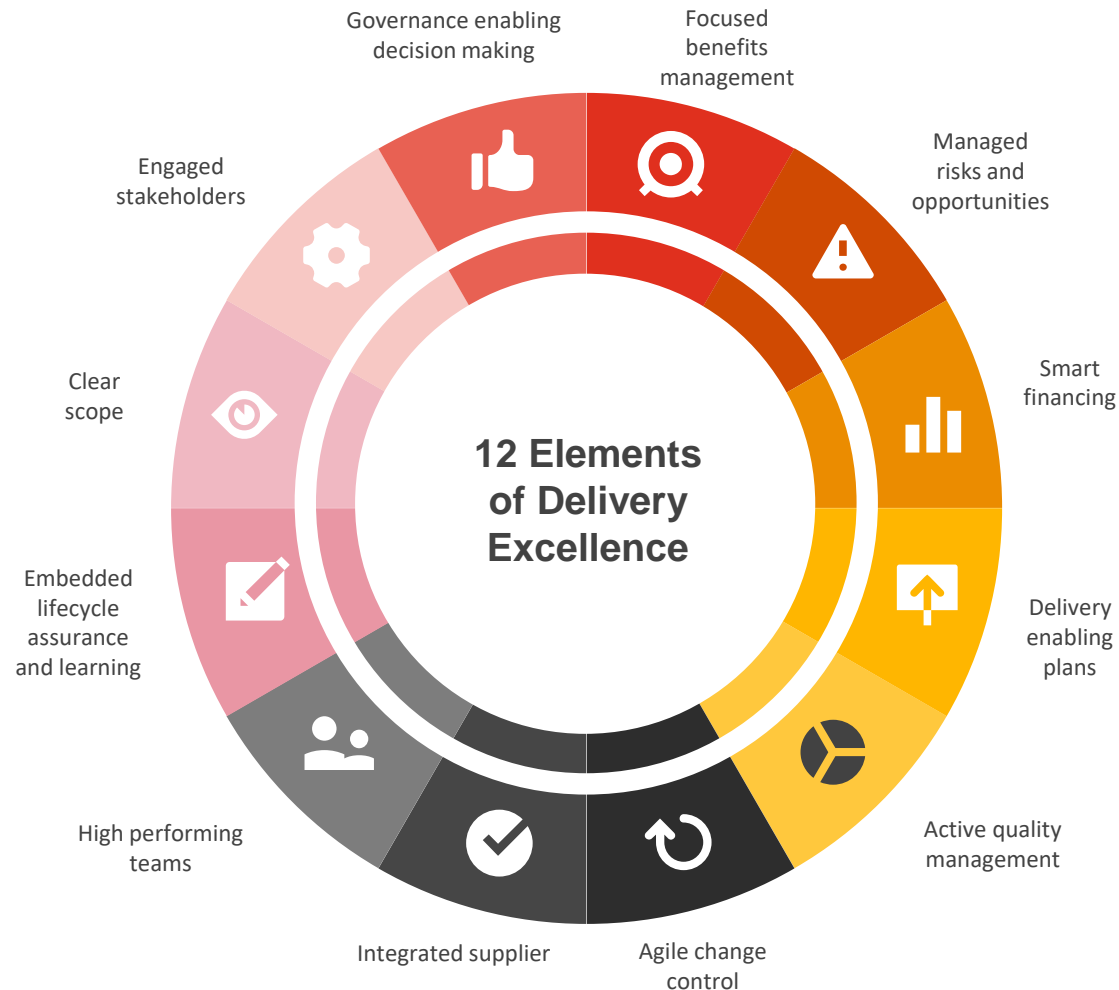 Governance enabling
decision making
Focused
benefits
management
Managed
risks and
opportunities
Smart
financing
Delivery
enabling
plans
Active quality
management
Agile change
control
Integrated supplier
High performing
teams
Embedded
lifecycle
assurance
and learning
Clear
scope
Engaged
stakeholders
12 Elements
of Delivery
Excellence